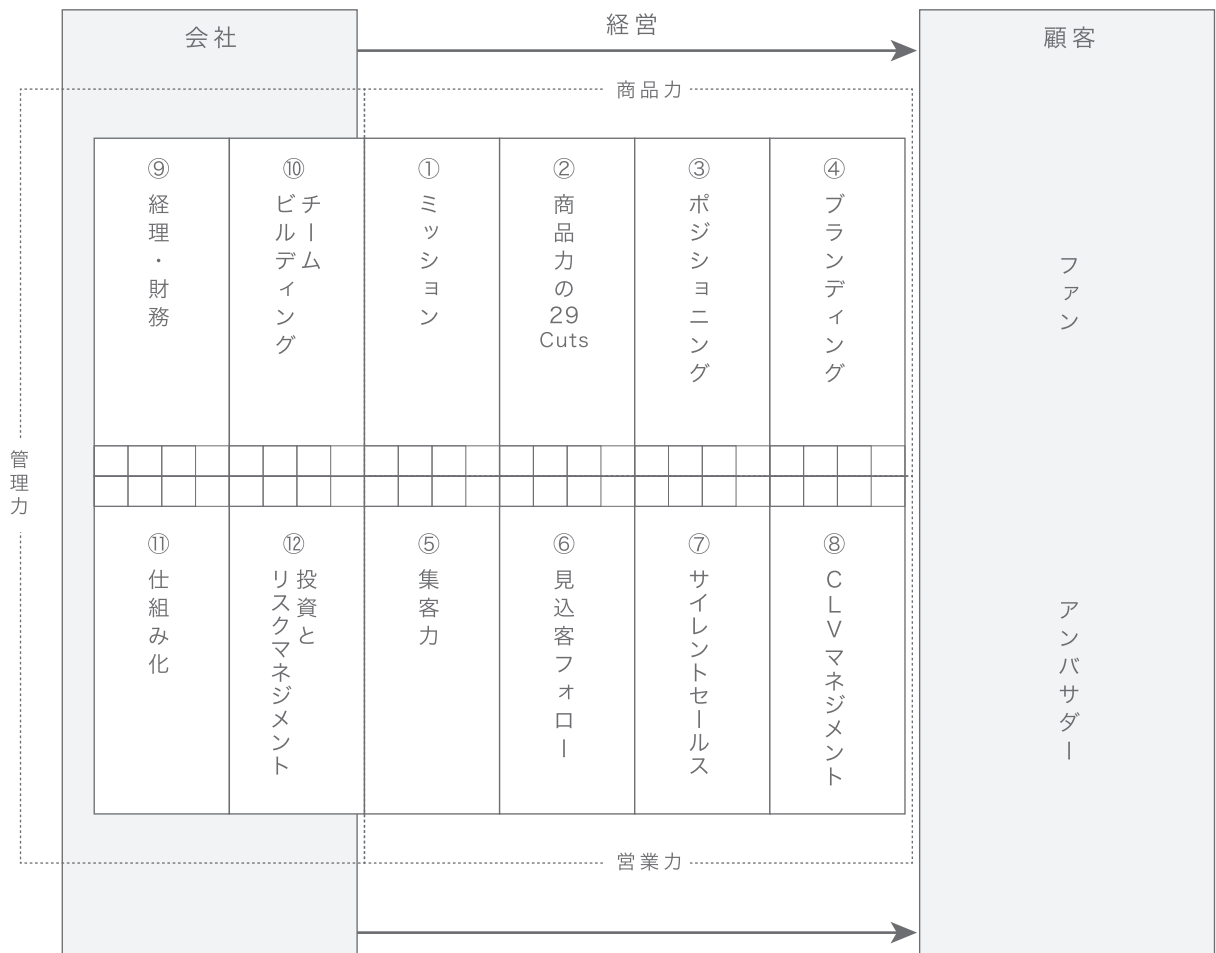 会社
経営
顧客
商品力
⑨
経理・財務
⑩
チーム
ビルディング
①
ミッション
②
商品力の
29
Cuts
③
ポジショニング
④
ブランディング
ファン
管理力
⑪
仕組み化
⑫
投資と
リスクマネジメント
⑤
集客力
⑥
見込客フォロー
⑦
サイレントセールス
⑧
CLVマネジメント
アンバサダー
営業力